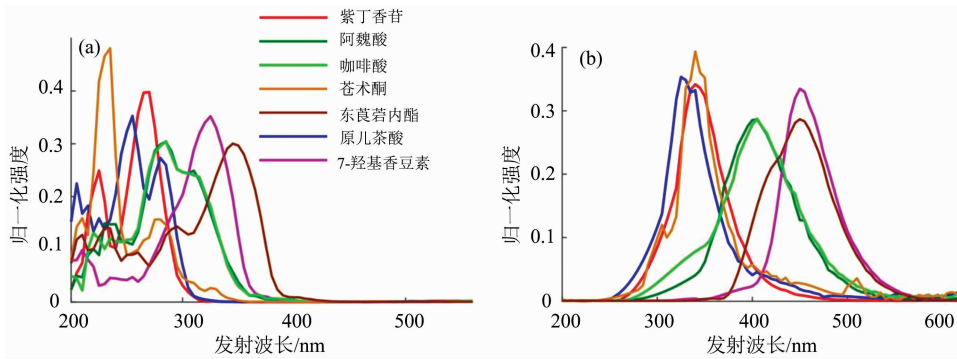 (a)
紫丁香苷
阿魏酸
咖啡酸
苍术酮
东莨菪内酯
原儿茶酸
7-羟基香豆素
归一化强度
0.4
0.3
0.2
0.1
0
200
300
400
500
发射波长/nm
(b)
归一化强度
0.4
0.3
0.2
0.1
0
200
300
400
500
600
发射波长/nm